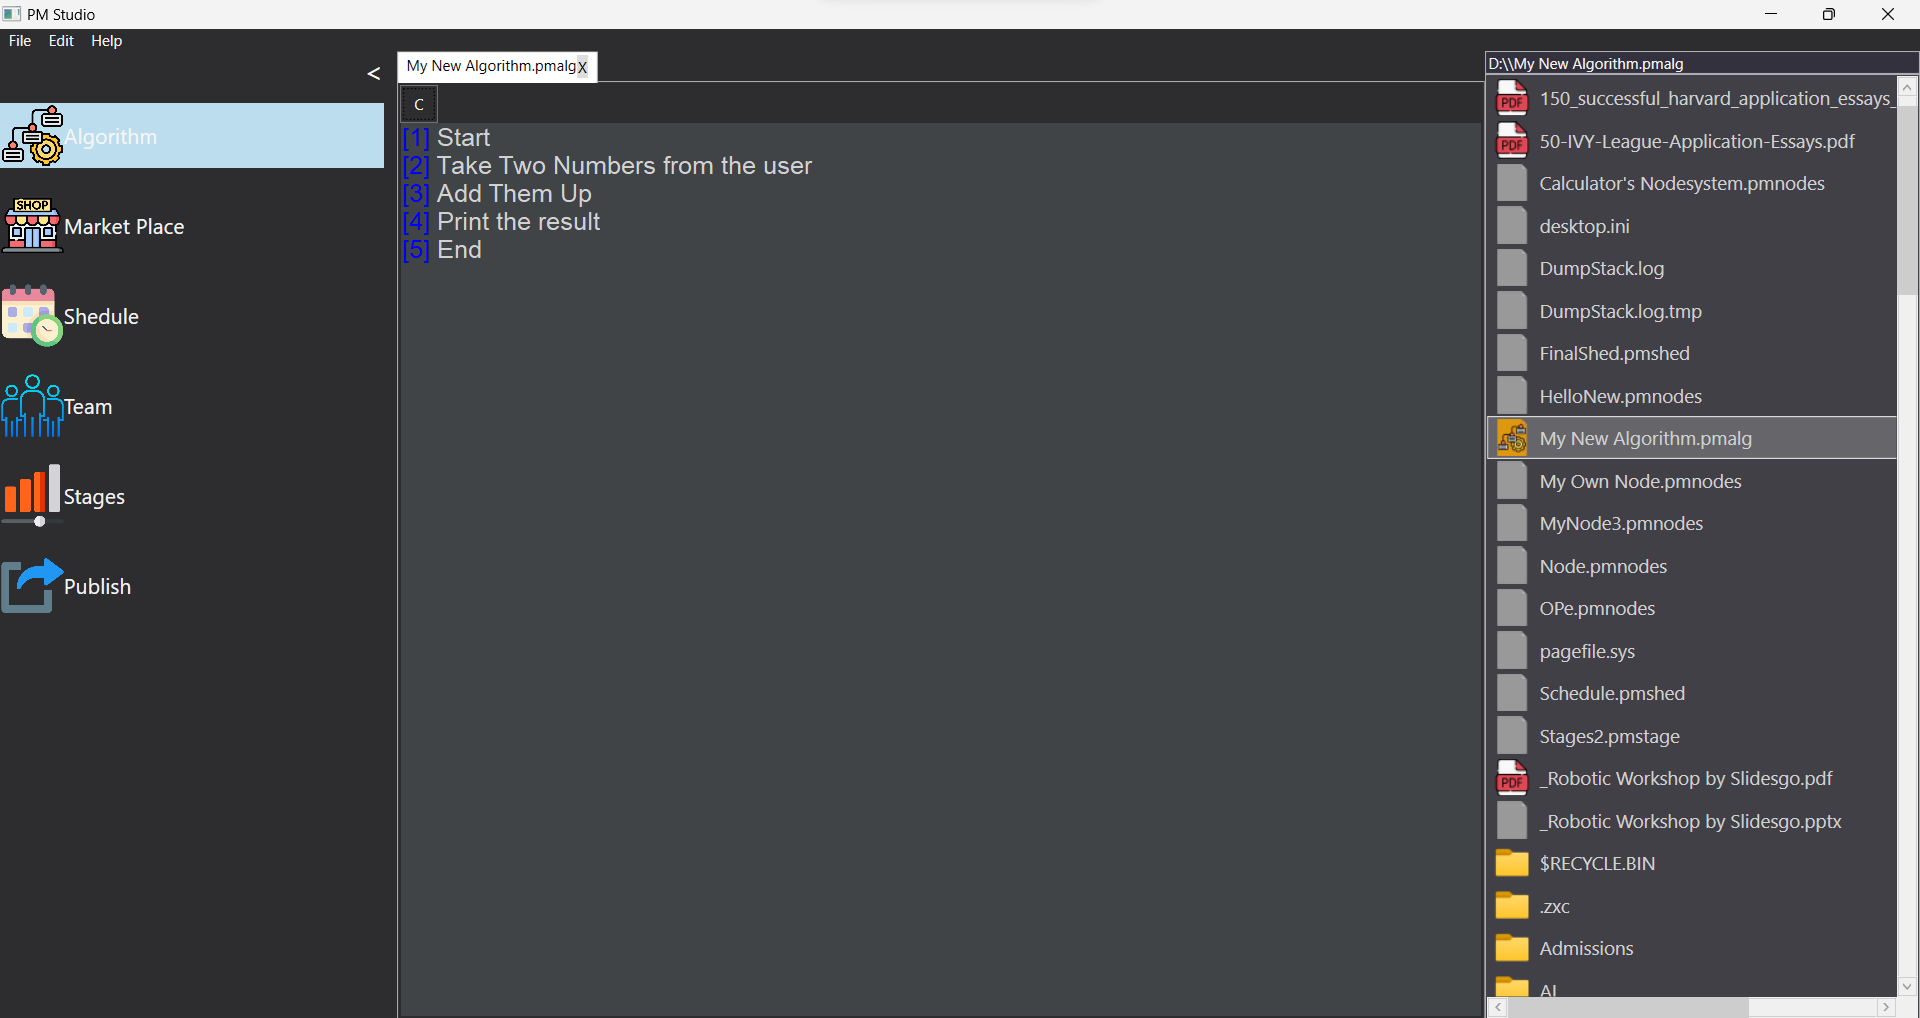 PM Studio
File Edit Help
<
Algorithm
SHOP
Market Place
Shedule
Team
Stages
Publish
My New Algorithm.pmalg X
C
[1] Start
[2] Take Two Numbers from the user
[3] Add Them Up
[4] Print the result
[5] End
D:\\My New Algorithm.pmalg
PDF 150_successful_harvard_application_essays_
PDF 50-IVY-League-Application-Essays.pdf
Calculator's Nodesystem.pmnodes
desktop.ini
DumpStack.log
DumpStack.log.tmp
FinalShed.pmshed
HelloNew.pmnodes
My New Algorithm.pmalg
My Own Node.pmnodes
MyNode3.pmnodes
Node.pmnodes
OPe.pmnodes
pagefile.sys
Schedule.pmshed
Stages2.pmstage
PDF _Robotic Workshop by Slidesgo.pdf
_Robotic Workshop by Slidesgo.pptx
$RECYCLE.BIN
.zxc
Admissions
AI